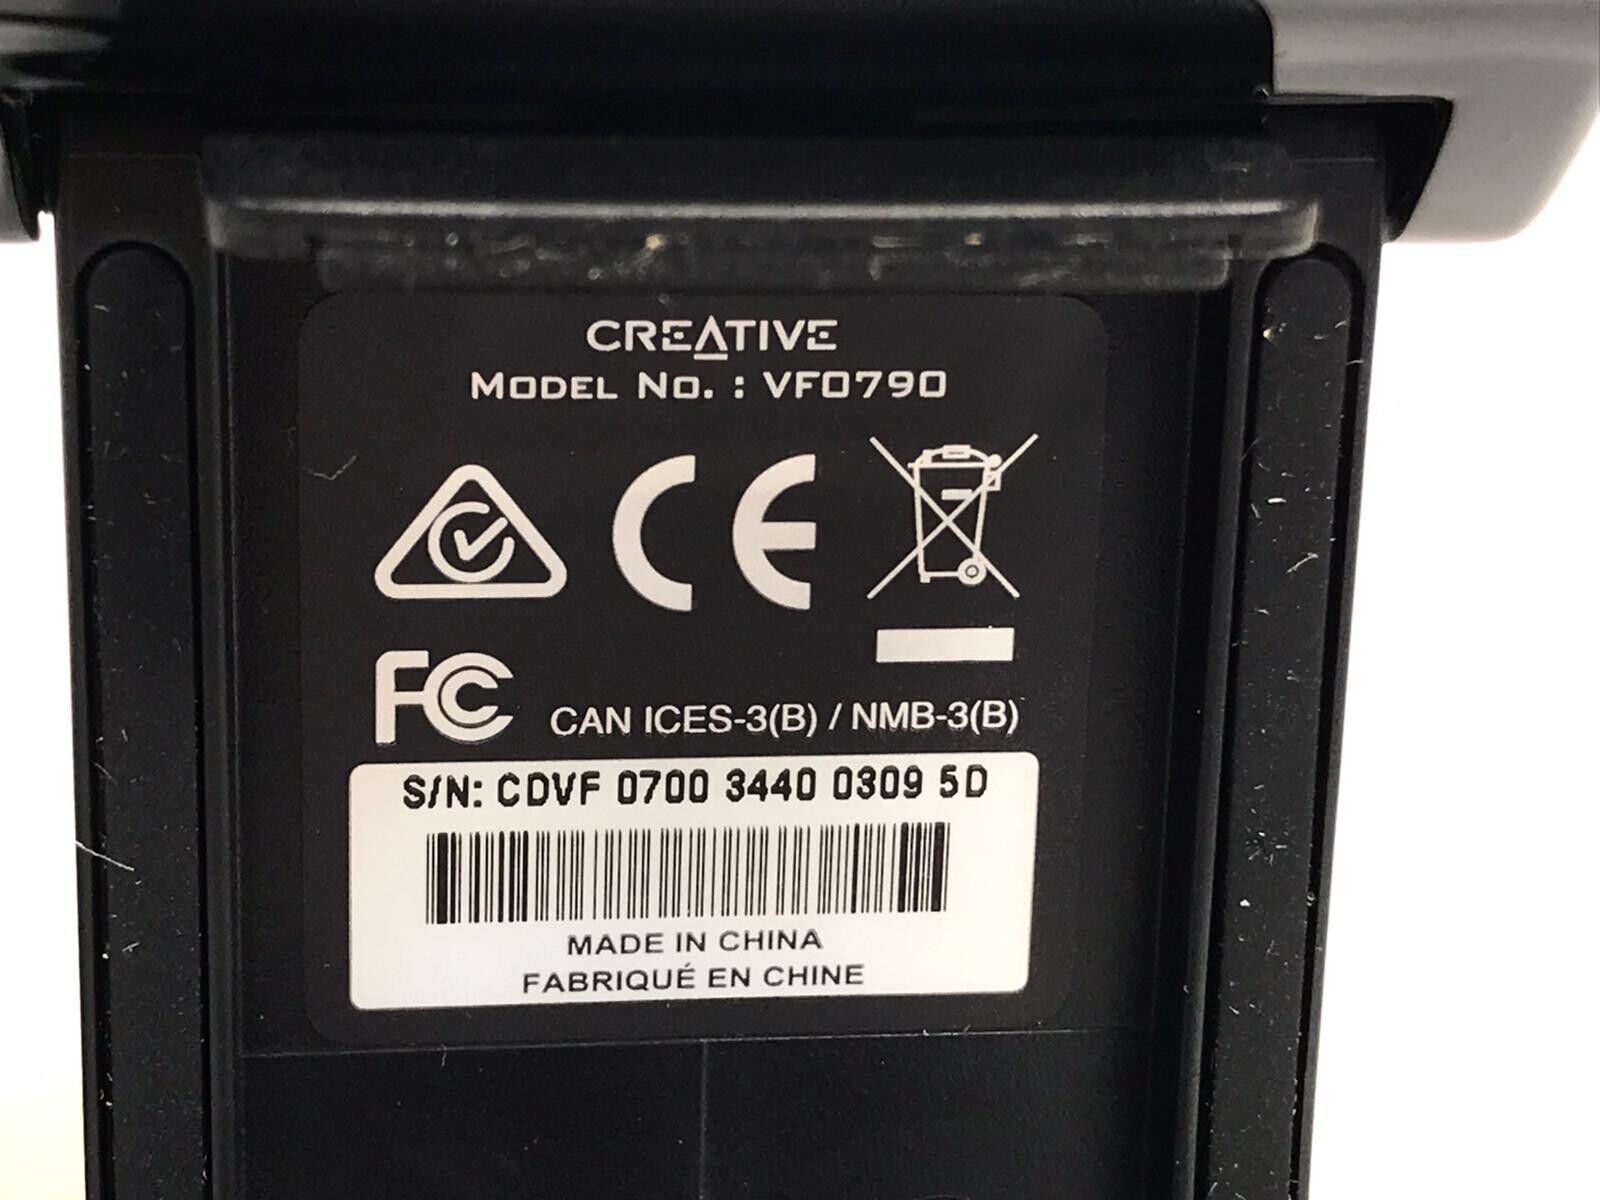 CREATIVE
MODEL NO. : VF0790
CE
FC
CAN ICES-3(B) / NMB-3(B)
S/N: CDVF 0700 3440 0309 5D
MADE IN CHINA
FABRIQUÉ EN CHINE